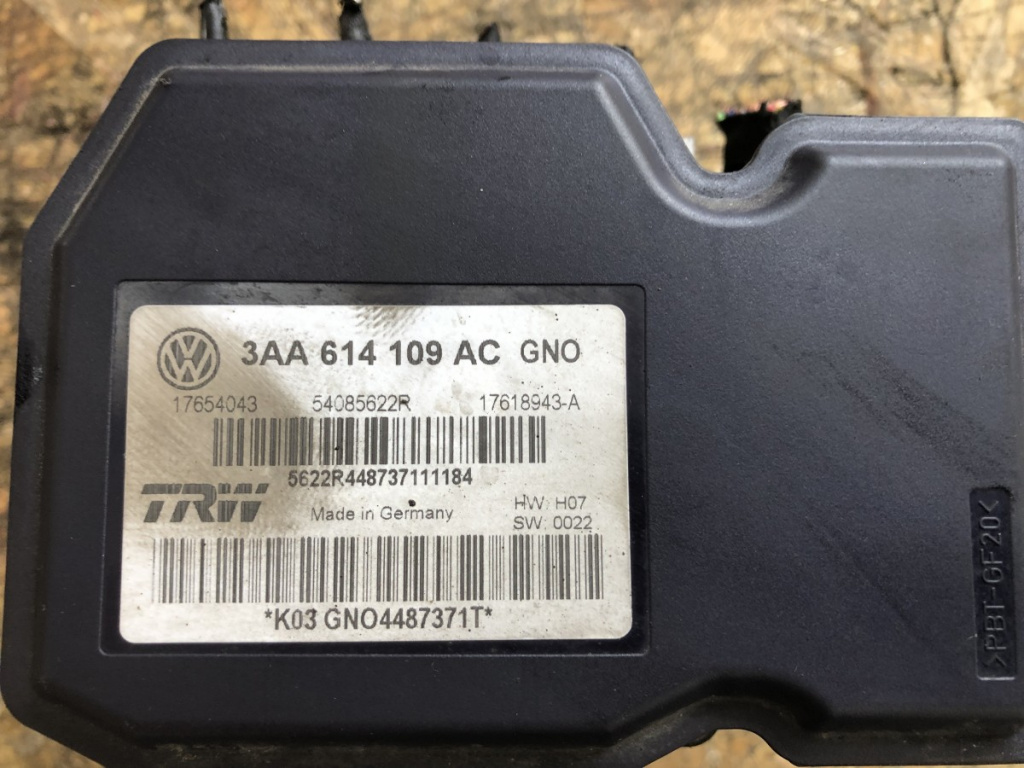 3AA 614 109 AC GNO
17654043 54085622R 17618943-A
5622R448737111184
TRW Made in Germany HW: H07
SW: 0022
*K03 GNO4487371T*
>PBT-GF20<